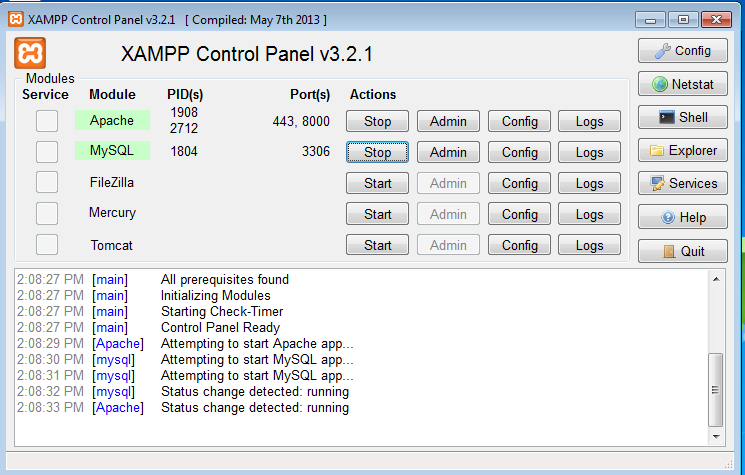 XAMPP Control Panel v3.2.1 [ Compiled: May 7th 2013 ]
XAMPP Control Panel v3.2.1
Config
Modules
Service Module PID(s) Port(s) Actions
Netstat
Apache 1908 2712 443, 8000 Stop Admin Config Logs
Shell
MySQL 1804 3306 Stop Admin Config Logs
Explorer
FileZilla Start Admin Config Logs
Services
Mercury Start Admin Config Logs
Help
Tomcat Start Admin Config Logs
Quit
2:08:27 PM [main] All prerequisites found
2:08:27 PM [main] Initializing Modules
2:08:27 PM [main] Starting Check-Timer
2:08:27 PM [main] Control Panel Ready
2:08:29 PM [Apache] Attempting to start Apache app...
2:08:30 PM [mysql] Attempting to start MySQL app...
2:08:31 PM [mysql] Attempting to start MySQL app...
2:08:32 PM [mysql] Status change detected: running
2:08:33 PM [Apache] Status change detected: running